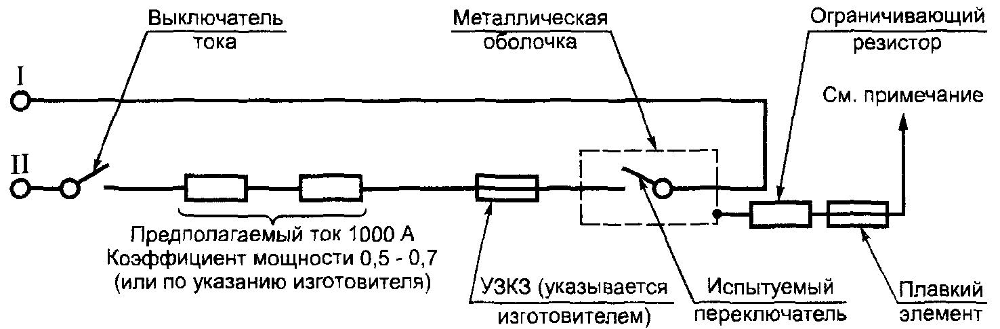 Выключатель
тока
Металлическая
оболочка
Ограничивающий
резистор
I
См. примечание
II
Предполагаемый ток 1000 А
Коэффициент мощности 0,5 - 0,7
(или по указанию изготовителя)
УЗКЗ (указывается
изготовителем)
Испытуемый
переключатель
Плавкий
элемент